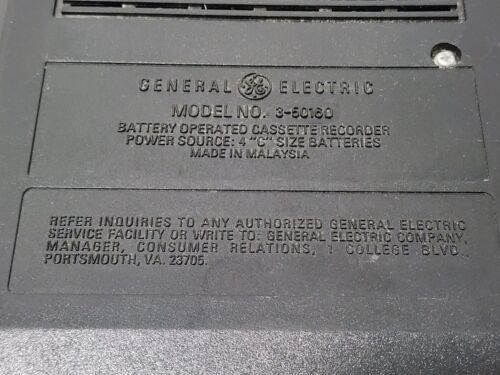 GENERAL GE ELECTRIC
MODEL NO. 3-50160
BATTERY OPERATED CASSETTE RECORDER
POWER SOURCE: 4 "C" SIZE BATTERIES
MADE IN MALAYSIA
REFER INQUIRIES TO ANY AUTHORIZED GENERAL ELECTRIC
SERVICE FACILITY OR WRITE TO: GENERAL ELECTRIC COMPANY,
MANAGER, CONSUMER RELATIONS, 1 COLLEGE BLVD.,
PORTSMOUTH, VA. 23705.